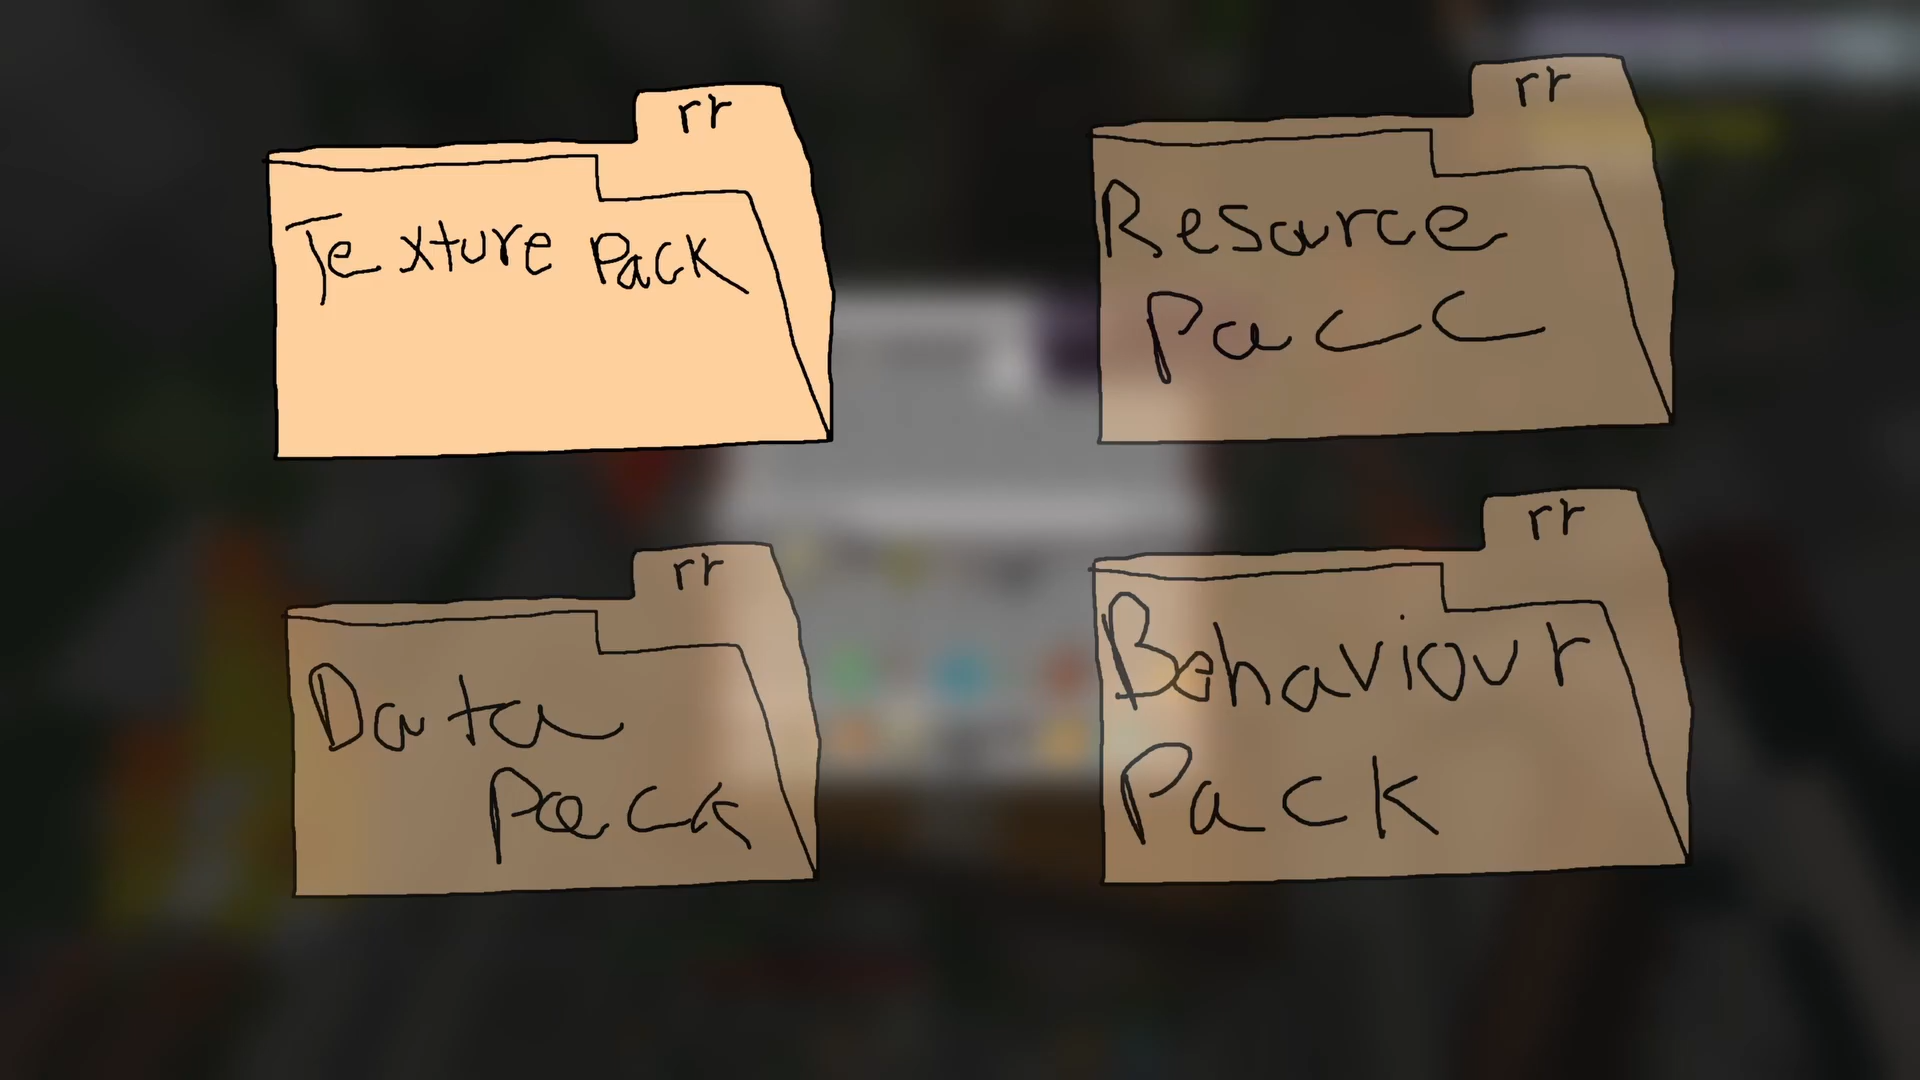 rr
Texture Pack
rr
Resource
Pacc
rr
Data
Pack
rr
Behaviour
Pack